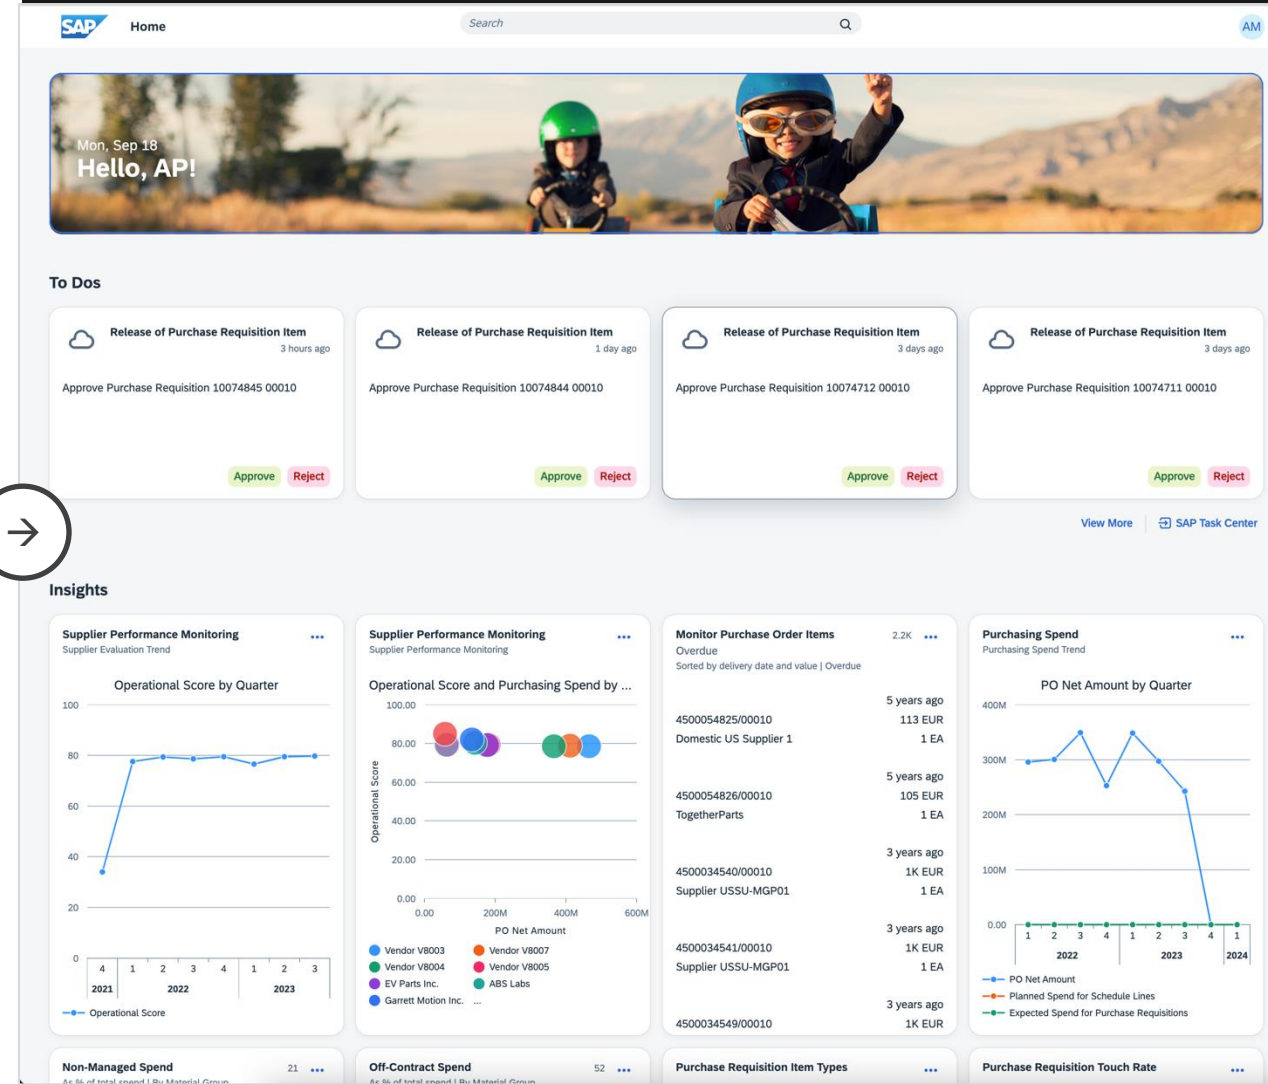 SAP
Home
Search
AM
Mon, Sep 18
Hello, AP!
To Dos
Release of Purchase Requisition Item
3 hours ago
Approve Purchase Requisition 10074845 00010
Approve Reject
Release of Purchase Requisition Item
1 day ago
Approve Purchase Requisition 10074844 00010
Approve Reject
Release of Purchase Requisition Item
3 days ago
Approve Purchase Requisition 10074712 00010
Approve Reject
Release of Purchase Requisition Item
3 days ago
Approve Purchase Requisition 10074711 00010
Approve Reject
View More
SAP Task Center
Insights
Supplier Performance Monitoring
...
Supplier Evaluation Trend
Operational Score by Quarter
100
80
60
40
20
0
4 1 2 3 4 1 2 3
2021 2022 2023
Operational Score
Supplier Performance Monitoring
...
Supplier Performance Monitoring
Operational Score and Purchasing Spend by ...
Operational Score
100.00
80.00
60.00
40.00
20.00
0.00
0.00 200M 400M 600M
PO Net Amount
Vendor V8003 Vendor V8007
Vendor V8004 Vendor V8005
EV Parts Inc. ABS Labs
Garrett Motion Inc. ...
Monitor Purchase Order Items 2.2K ...
Overdue
Sorted by delivery date and value | Overdue
5 years ago
4500054825/00010 113 EUR
Domestic US Supplier 1 1 EA
5 years ago
4500054826/00010 105 EUR
TogetherParts 1 EA
3 years ago
4500034540/00010 1K EUR
Supplier USSU-MGP01 1 EA
3 years ago
4500034541/00010 1K EUR
Supplier USSU-MGP01 1 EA
3 years ago
4500034549/00010 1K EUR
Purchasing Spend
...
Purchasing Spend Trend
PO Net Amount by Quarter
400M
300M
200M
100M
0.00
1 2 3 4 1 2 3 4 1
2022 2023 2024
PO Net Amount
Planned Spend for Schedule Lines
Expected Spend for Purchase Requisitions
Non-Managed Spend 21 ...
As % of total spend | By Material Group
Off-Contract Spend 52 ...
As % of total spend | By Material Group
Purchase Requisition Item Types ...
Purchase Requisition Touch Rate ...